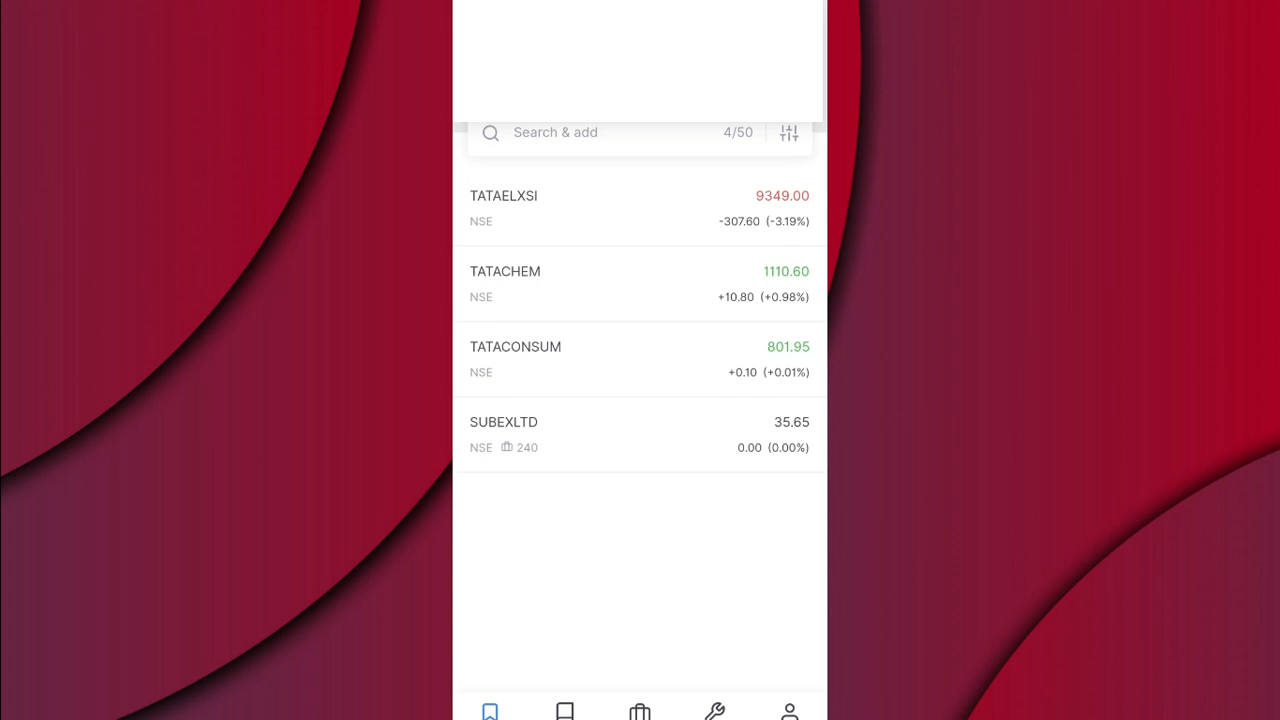 Search & add 4/50
TATAELXSI 9349.00
NSE -307.60 (-3.19%)
TATACHEM 1110.60
NSE +10.80 (+0.98%)
TATACONSUM 801.95
NSE +0.10 (+0.01%)
SUBEXLTD 35.65
NSE 240 0.00 (0.00%)